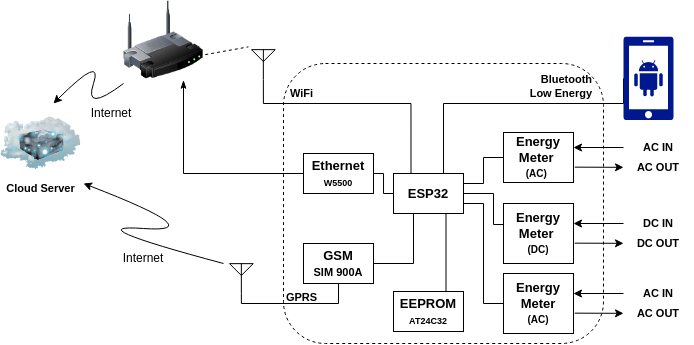 Bluetooth
Low Energy
WiFi
Internet
Cloud Server
Ethernet
W5500
ESP32
Energy
Meter
(AC)
AC IN
AC OUT
Energy
Meter
(DC)
DC IN
DC OUT
Internet
GSM
SIM 900A
GPRS
EEPROM
AT24C32
Energy
Meter
(AC)
AC IN
AC OUT